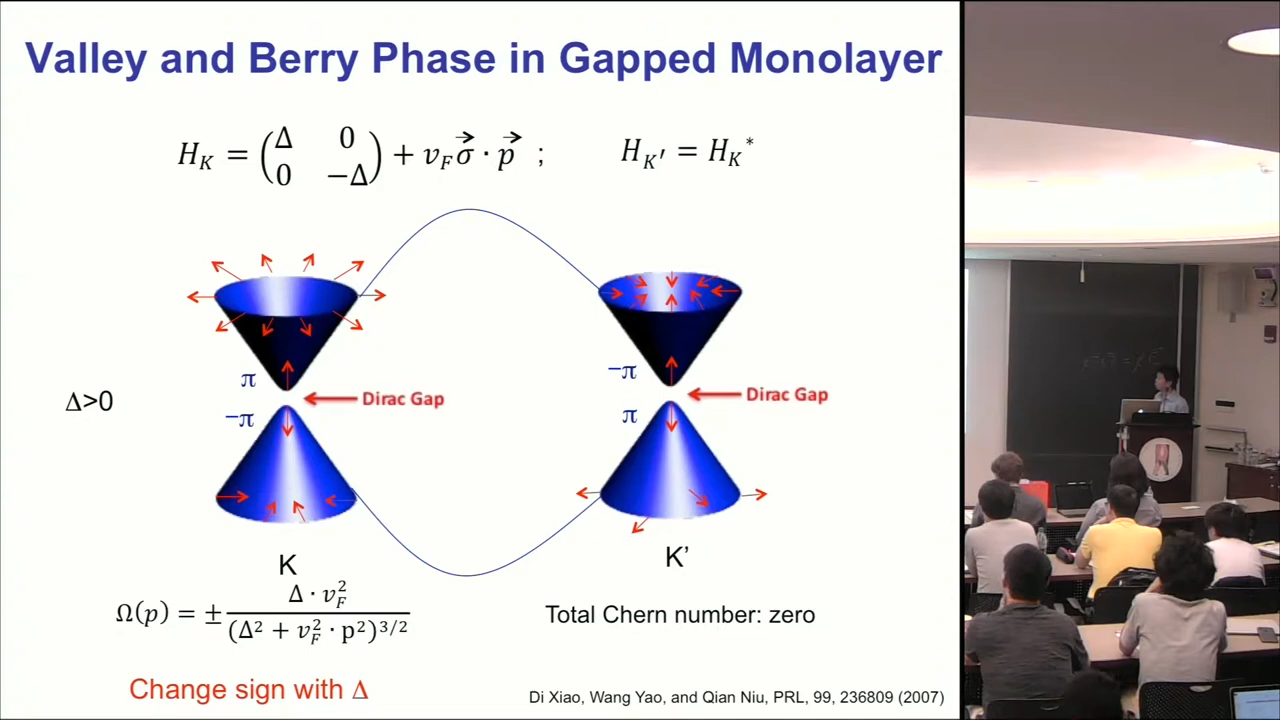 Valley and Berry Phase in Gapped Monolayer
H_K = (Δ 0 0 −Δ) + v_F σ⃗ · p⃗ ; H_K′ = H_K*
π
−π
Dirac Gap
−π
π
Dirac Gap
Δ>0
K
K’
Ω(p) = ± Δ · v_F² / (Δ² + v_F² · p²)^3/2
Total Chern number: zero
Change sign with Δ
Di Xiao, Wang Yao, and Qian Niu, PRL, 99, 236809 (2007)